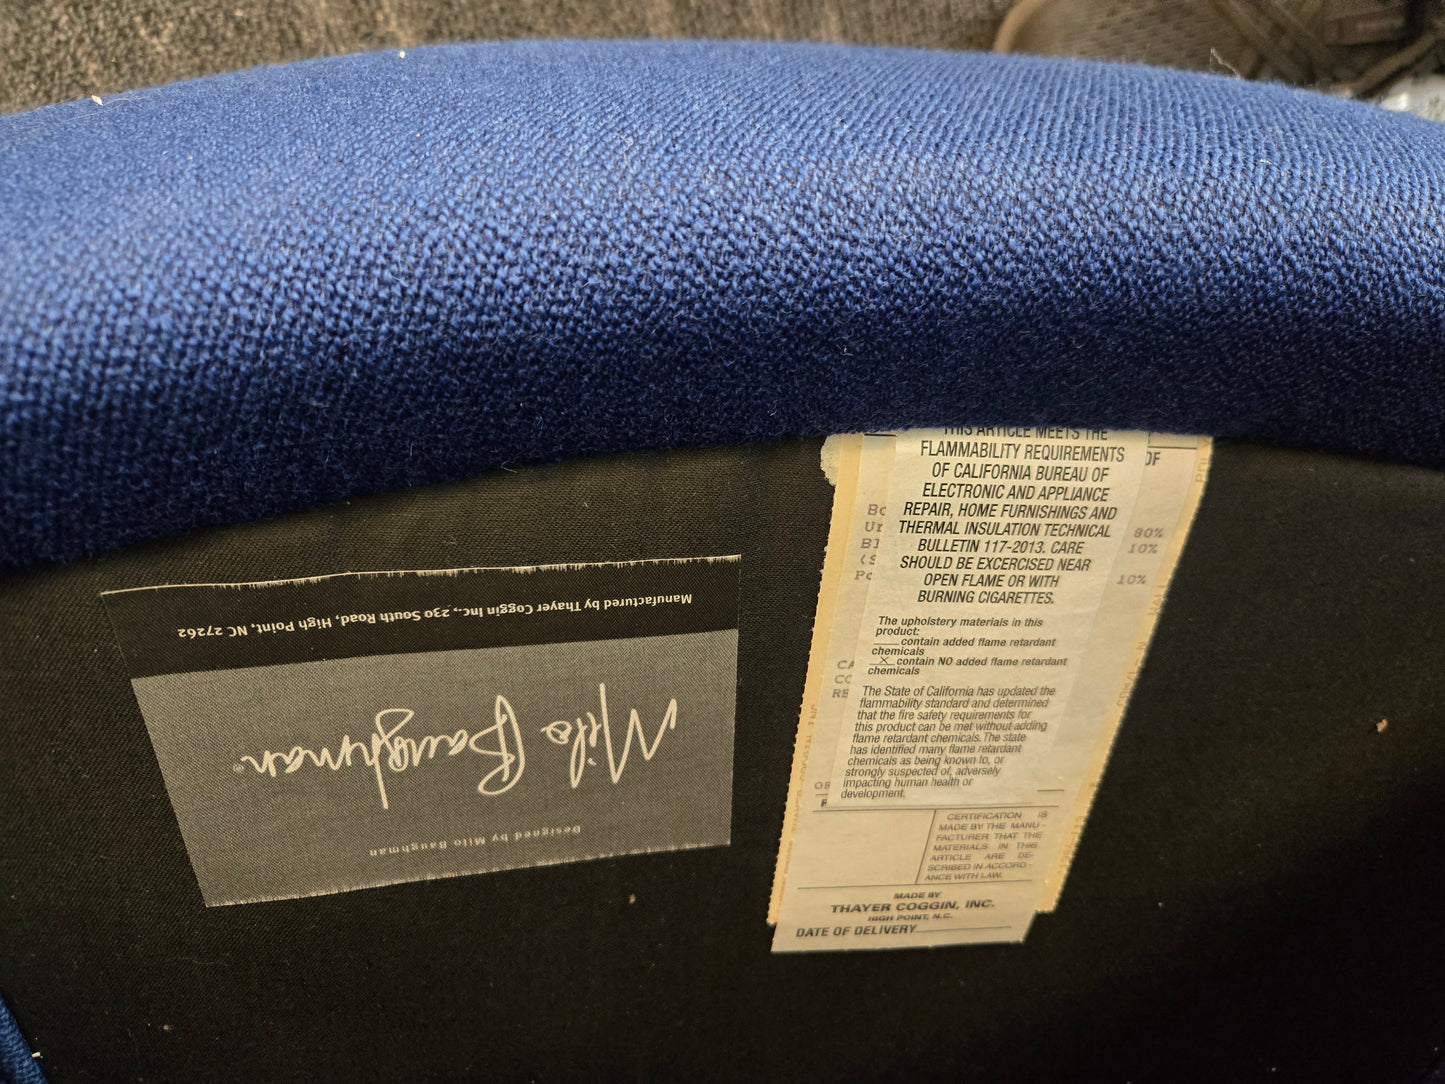 Manufactured by Thayer Coggin Inc., 230 South Road, High Point, NC 27262
Milo Baughman®
Designed by Milo Baughman
THIS ARTICLE MEETS THE
FLAMMABILITY REQUIREMENTS
OF CALIFORNIA BUREAU OF
ELECTRONIC AND APPLIANCE
REPAIR, HOME FURNISHINGS AND
THERMAL INSULATION TECHNICAL
BULLETIN 117-2013. CARE
SHOULD BE EXCERCISED NEAR
OPEN FLAME OR WITH
BURNING CIGARETTES.
The upholstery materials in this
product:
___contain added flame retardant
chemicals
_X_contain NO added flame retardant
chemicals
The State of California has updated the
flammability standard and determined
that the fire safety requirements for
this product can be met without adding
flame retardant chemicals. The state
has identified many flame retardant
chemicals as being known to, or
strongly suspected of, adversely
impacting human health or
development.
OF
80%
10%
10%
CERTIFICATION IS
MADE BY THE MANU-
FACTURER THAT THE
MATERIALS IN THIS
ARTICLE ARE DE-
SCRIBED IN ACCORD-
ANCE WITH LAW.
MADE BY
THAYER COGGIN, INC.
HIGH POINT, N.C.
DATE OF DELIVERY